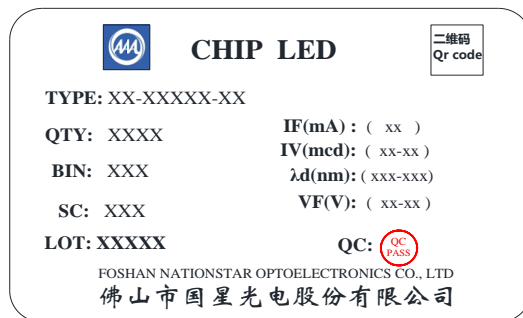 CHIP LED
二维码
Qr code
TYPE: XX-XXXXX-XX
QTY: XXXX
BIN: XXX
SC: XXX
LOT: XXXXX
IF(mA) : ( xx )
IV(mcd): ( xx-xx )
λd(nm): ( xxx-xxx)
VF(V): ( xx-xx )
QC:
QC
PASS
FOSHAN NATIONSTAR OPTOELECTRONICS CO., LTD
佛山市国星光电股份有限公司